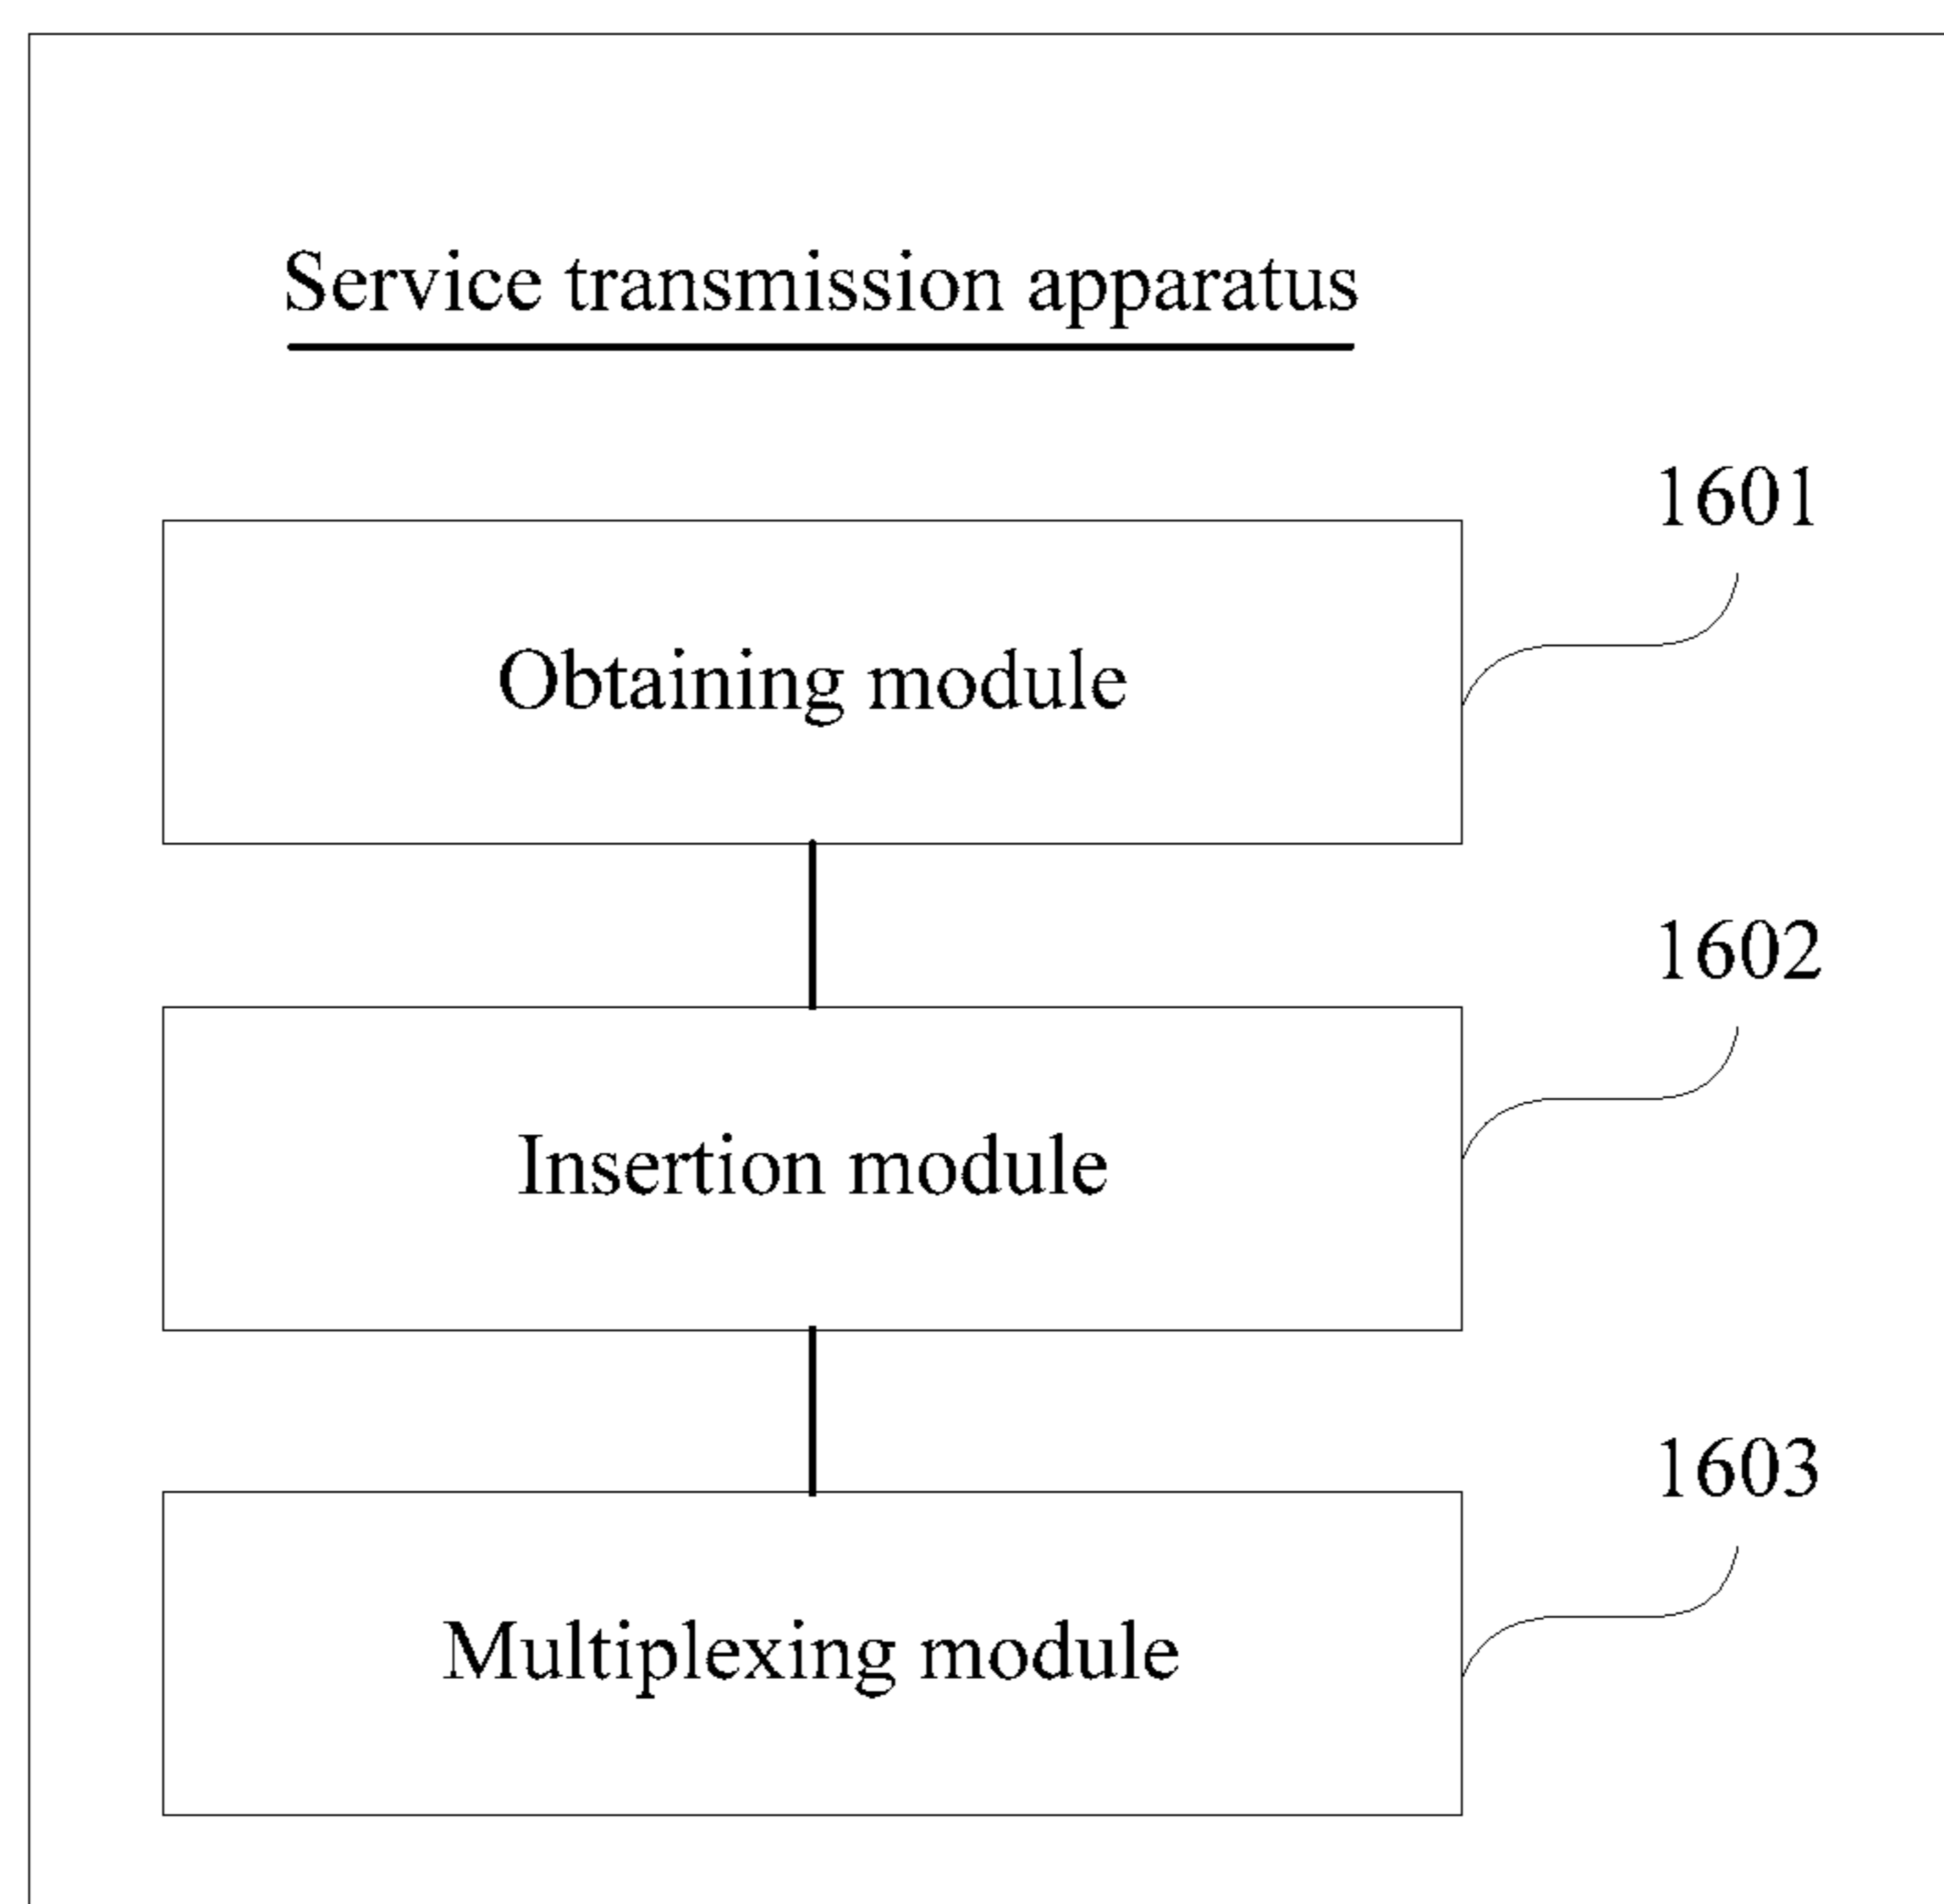 Service transmission apparatus
1601
Obtaining module
1602
Insertion module
1603
Multiplexing module